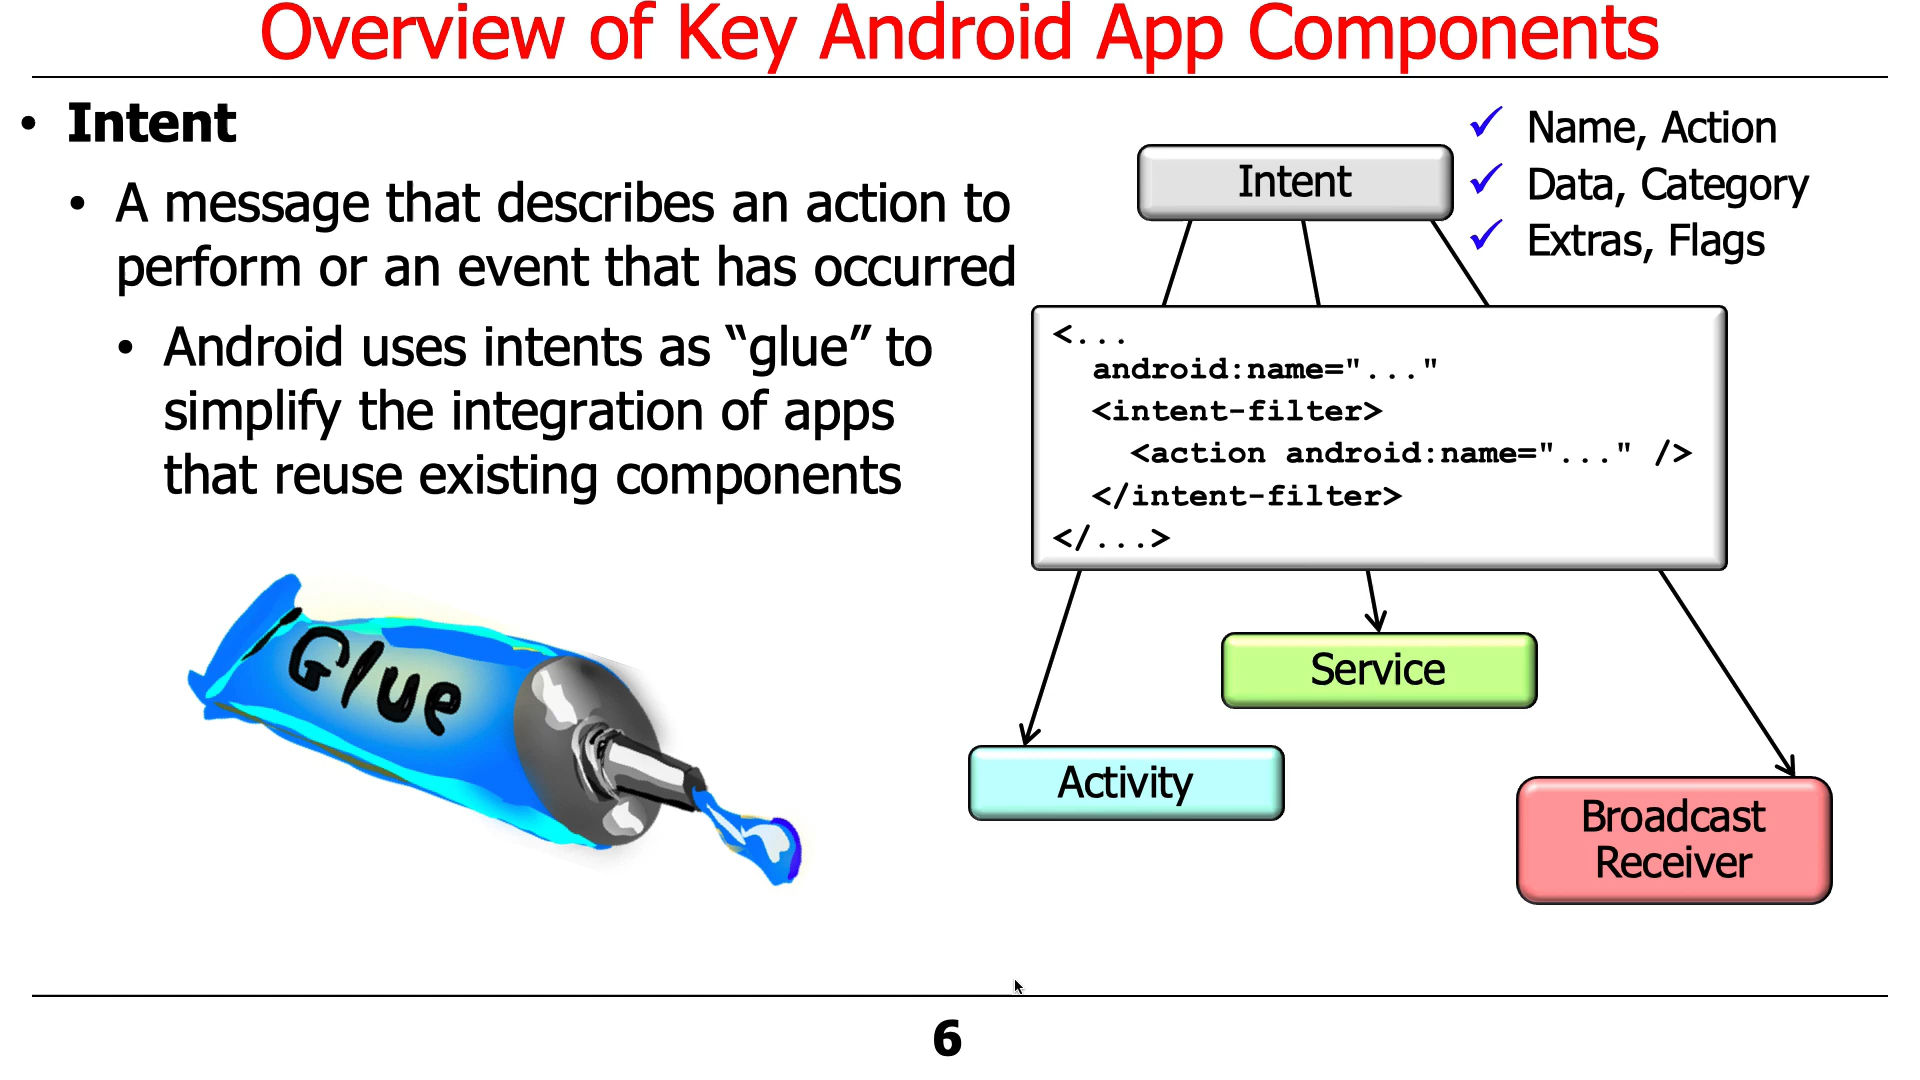 Overview of Key Android App Components
• Intent
• A message that describes an action to
perform or an event that has occurred
• Android uses intents as “glue” to
simplify the integration of apps
that reuse existing components
Glue
Intent
✓ Name, Action
✓ Data, Category
✓ Extras, Flags
<...
android:name="..."
<intent-filter>
<action android:name="..." />
</intent-filter>
</...>
Service
Activity
Broadcast
Receiver
6